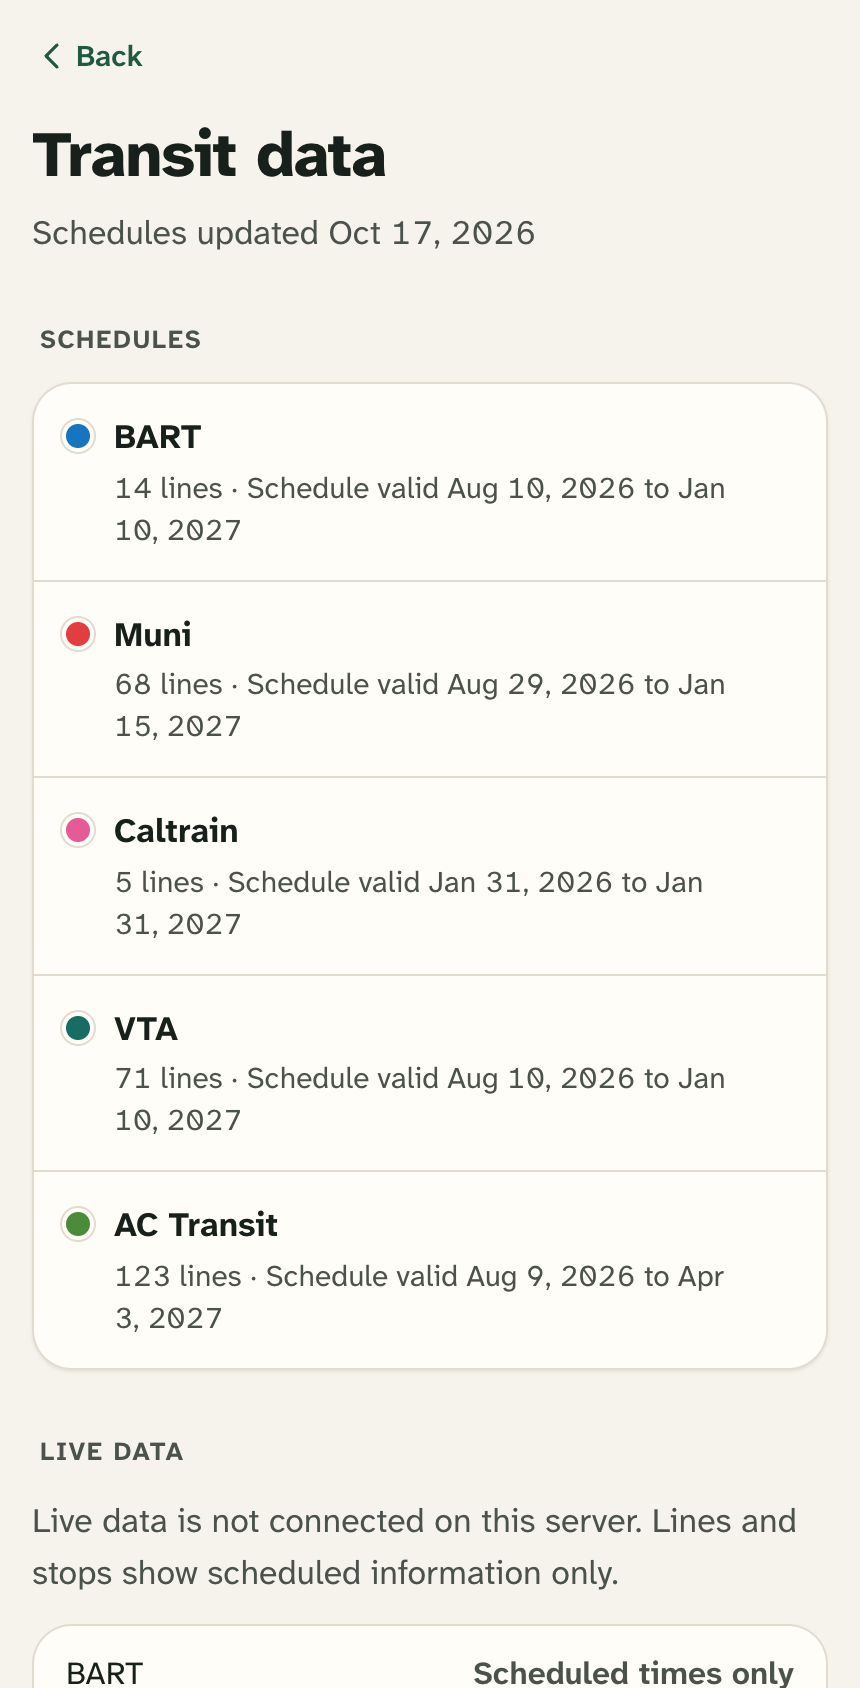 Back
Transit data
Schedules updated Oct 17, 2026
SCHEDULES
BART
14 lines · Schedule valid Aug 10, 2026 to Jan
10, 2027
Muni
68 lines · Schedule valid Aug 29, 2026 to Jan
15, 2027
Caltrain
5 lines · Schedule valid Jan 31, 2026 to Jan
31, 2027
VTA
71 lines · Schedule valid Aug 10, 2026 to Jan
10, 2027
AC Transit
123 lines · Schedule valid Aug 9, 2026 to Apr
3, 2027
LIVE DATA
Live data is not connected on this server. Lines and
stops show scheduled information only.
BART Scheduled times only